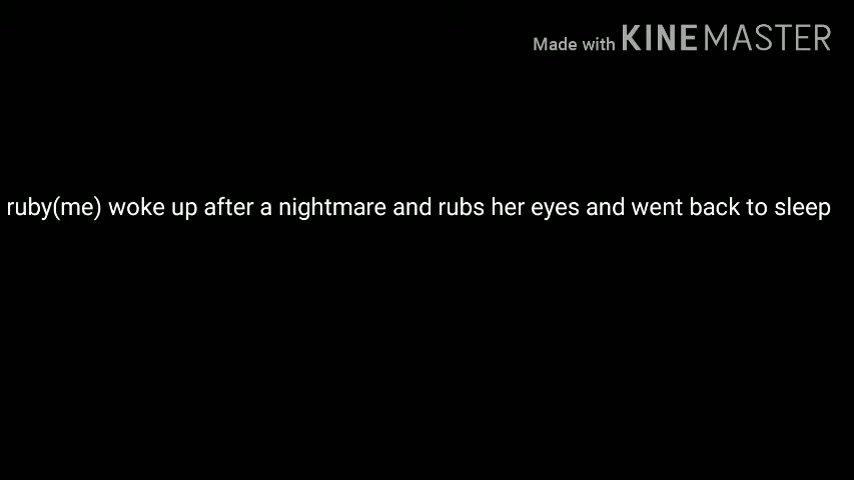 Made with KINEMASTER
ruby(me) woke up after a nightmare and rubs her eyes and went back to sleep